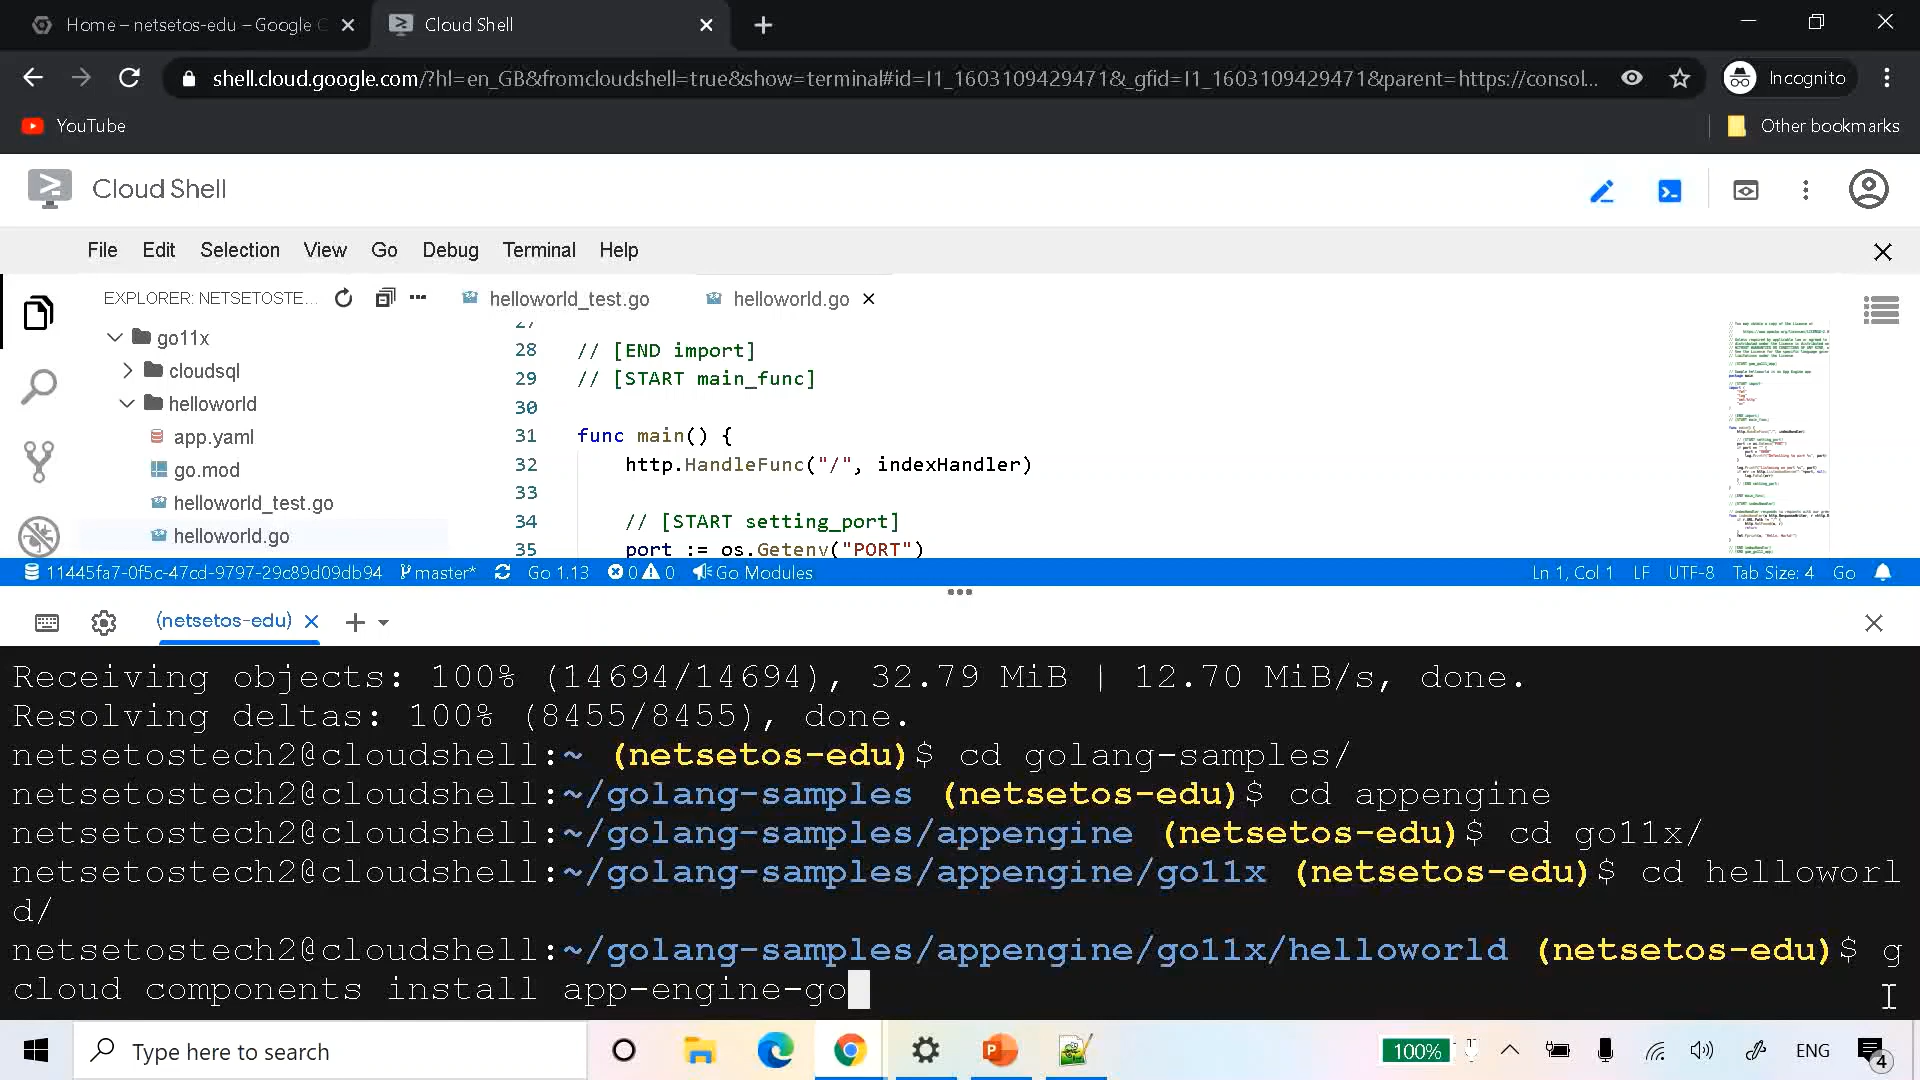 Home – netsetos-edu – Google C
Cloud Shell
shell.cloud.google.com/?hl=en_GB&fromcloudshell=true&show=terminal#id=I1_1603109429471&_gfid=I1_1603109429471&parent=https://consol...
Incognito
YouTube
Other bookmarks
Cloud Shell
File Edit Selection View Go Debug Terminal Help
EXPLORER: NETSETOSTE...
helloworld_test.go
helloworld.go
go11x
cloudsql
helloworld
app.yaml
go.mod
helloworld_test.go
helloworld.go
27
28 // [END import]
29 // [START main_func]
30
31 func main() {
32 http.HandleFunc("/", indexHandler)
33
34 // [START setting_port]
35 port := os.Getenv("PORT")
11445fa7-0f5c-47cd-9797-29c89d09db94 master* Go 1.13 0 0 Go Modules Ln 1, Col 1 LF UTF-8 Tab Size: 4 Go
(netsetos-edu)
Receiving objects: 100% (14694/14694), 32.79 MiB | 12.70 MiB/s, done.
Resolving deltas: 100% (8455/8455), done.
netsetostech2@cloudshell:~ (netsetos-edu)$ cd golang-samples/
netsetostech2@cloudshell:~/golang-samples (netsetos-edu)$ cd appengine
netsetostech2@cloudshell:~/golang-samples/appengine (netsetos-edu)$ cd go11x/
netsetostech2@cloudshell:~/golang-samples/appengine/go11x (netsetos-edu)$ cd helloworl
d/
netsetostech2@cloudshell:~/golang-samples/appengine/go11x/helloworld (netsetos-edu)$ g
cloud components install app-engine-go
Type here to search
100%
ENG
4